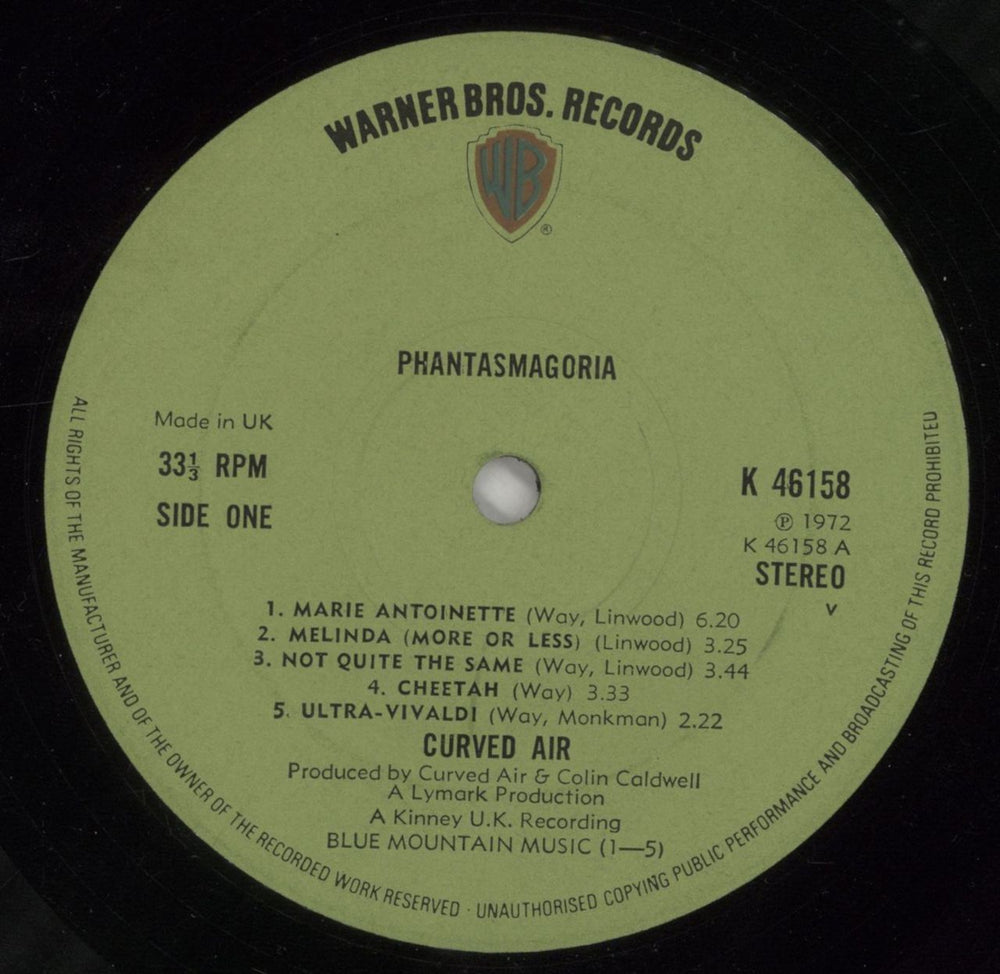 WARNER BROS. RECORDS
WB
®
PHANTASMAGORIA
Made in UK
33⅓ RPM
SIDE ONE
K 46158
℗ 1972
K 46158 A
STEREO
V
1. MARIE ANTOINETTE (Way, Linwood) 6.20
2. MELINDA (MORE OR LESS) (Linwood) 3.25
3. NOT QUITE THE SAME (Way, Linwood) 3.44
4. CHEETAH (Way) 3.33
5. ULTRA-VIVALDI (Way, Monkman) 2.22
CURVED AIR
Produced by Curved Air & Colin Caldwell
A Lymark Production
A Kinney U.K. Recording
BLUE MOUNTAIN MUSIC (1—5)
ALL RIGHTS OF THE MANUFACTURER AND OF THE OWNER OF THE RECORDED WORK RESERVED · UNAUTHORISED COPYING PUBLIC PERFORMANCE AND BROADCASTING OF THIS RECORD PROHIBITED